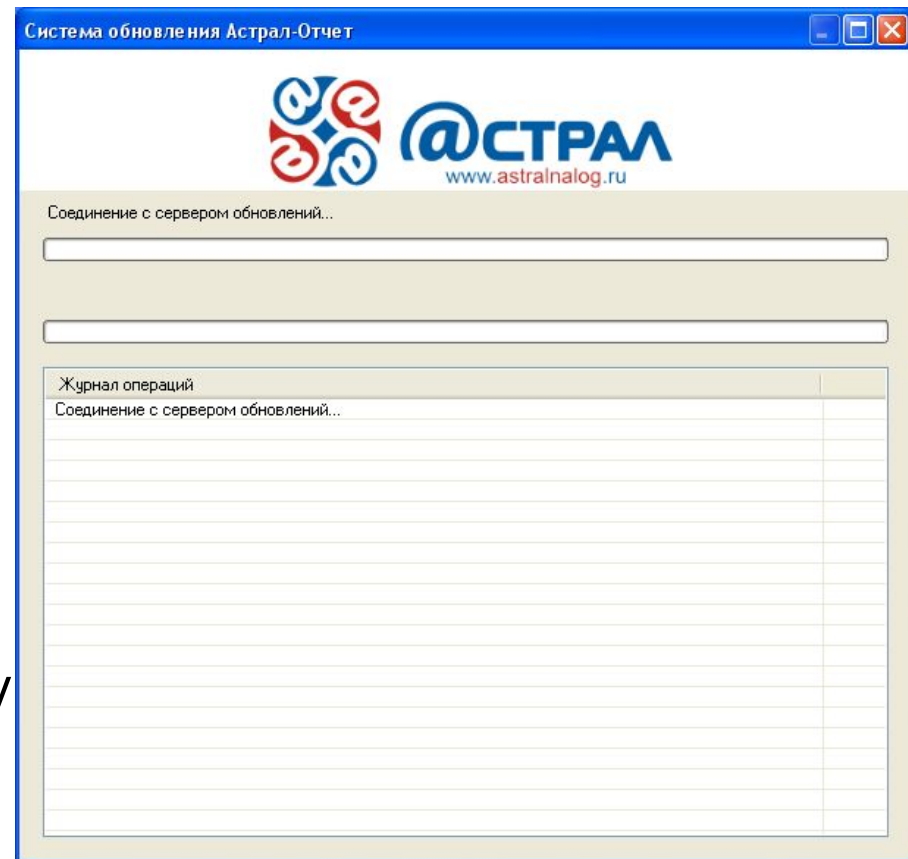 Система обновления Астрал-Отчет
@СТРАЛ
www.astralnalog.ru
Соединение с сервером обновлений...
Журнал операций
Соединение с сервером обновлений...
у